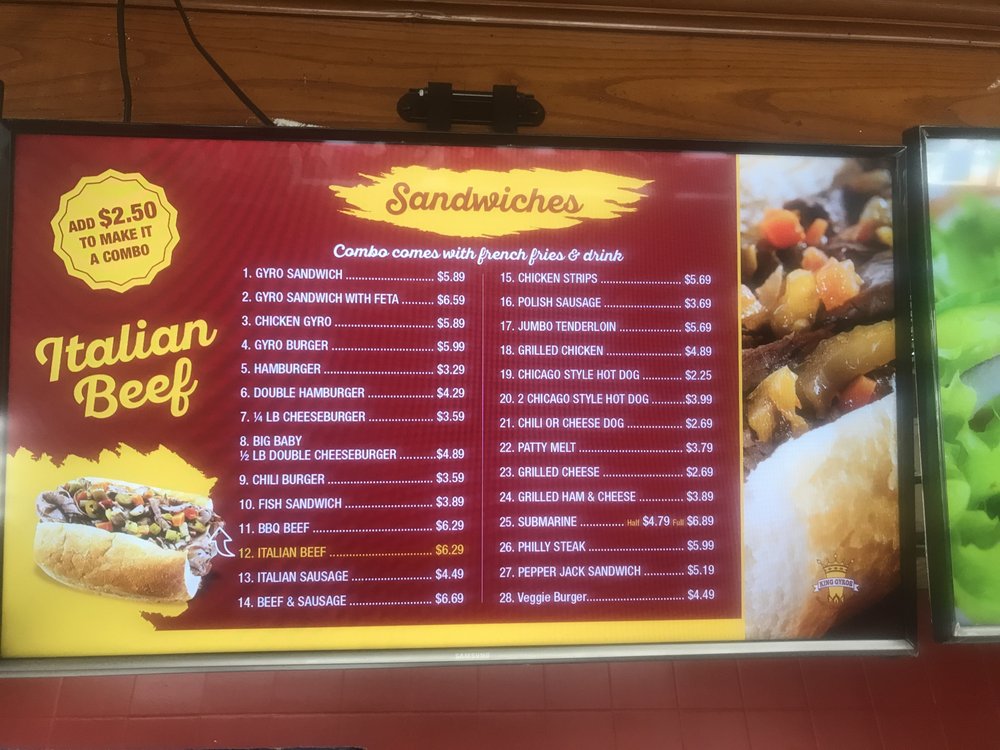 ADD $2.50
TO MAKE IT
A COMBO
Sandwiches
Combo comes with french fries & drink
Italian
Beef
1. GYRO SANDWICH ........................ $5.89
2. GYRO SANDWICH WITH FETA ......... $6.59
3. CHICKEN GYRO .......................... $5.89
4. GYRO BURGER ........................... $5.99
5. HAMBURGER ............................. $3.29
6. DOUBLE HAMBURGER .................. $4.29
7. ¼ LB CHEESEBURGER .................. $3.59
8. BIG BABY
½ LB DOUBLE CHEESEBURGER .......... $4.89
9. CHILI BURGER ........................... $3.59
10. FISH SANDWICH ....................... $3.89
11. BBQ BEEF ............................... $6.29
12. ITALIAN BEEF .......................... $6.29
13. ITALIAN SAUSAGE ..................... $4.49
14. BEEF & SAUSAGE ...................... $6.69
15. CHICKEN STRIPS ....................... $5.69
16. POLISH SAUSAGE ...................... $3.69
17. JUMBO TENDERLOIN .................. $5.69
18. GRILLED CHICKEN ..................... $4.89
19. CHICAGO STYLE HOT DOG ............ $2.25
20. 2 CHICAGO STYLE HOT DOG .......... $3.99
21. CHILI OR CHEESE DOG ................ $2.69
22. PATTY MELT ............................ $3.79
23. GRILLED CHEESE ...................... $2.69
24. GRILLED HAM & CHEESE ............. $3.89
25. SUBMARINE ............ Half $4.79 Full $6.89
26. PHILLY STEAK .......................... $5.99
27. PEPPER JACK SANDWICH ............ $5.19
28. Veggie Burger............................ $4.49
KING GYROS
SAMSUNG